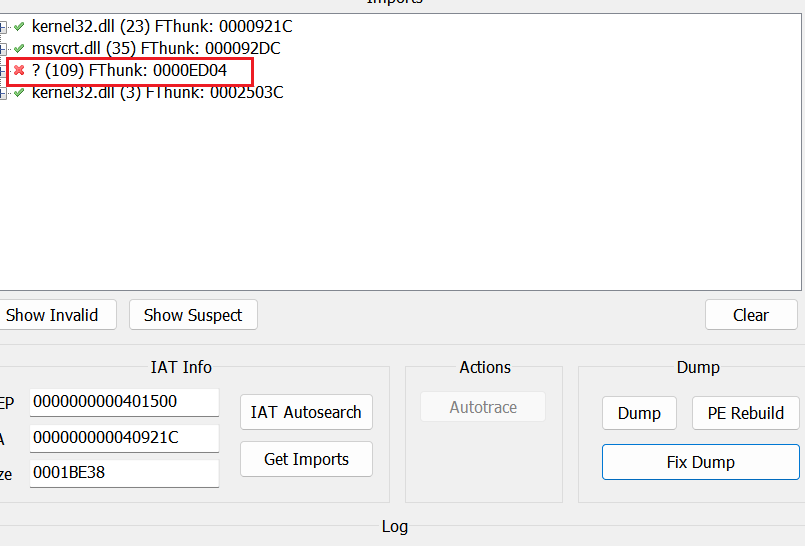 Imports
kernel32.dll (23) FThunk: 0000921C
msvcrt.dll (35) FThunk: 000092DC
? (109) FThunk: 0000ED04
kernel32.dll (3) FThunk: 0002503C
Show Invalid Show Suspect Clear
IAT Info Actions Dump
EP 0000000000401500 IAT Autosearch Autotrace Dump PE Rebuild
A 000000000040921C Get Imports Fix Dump
ze 0001BE38
Log